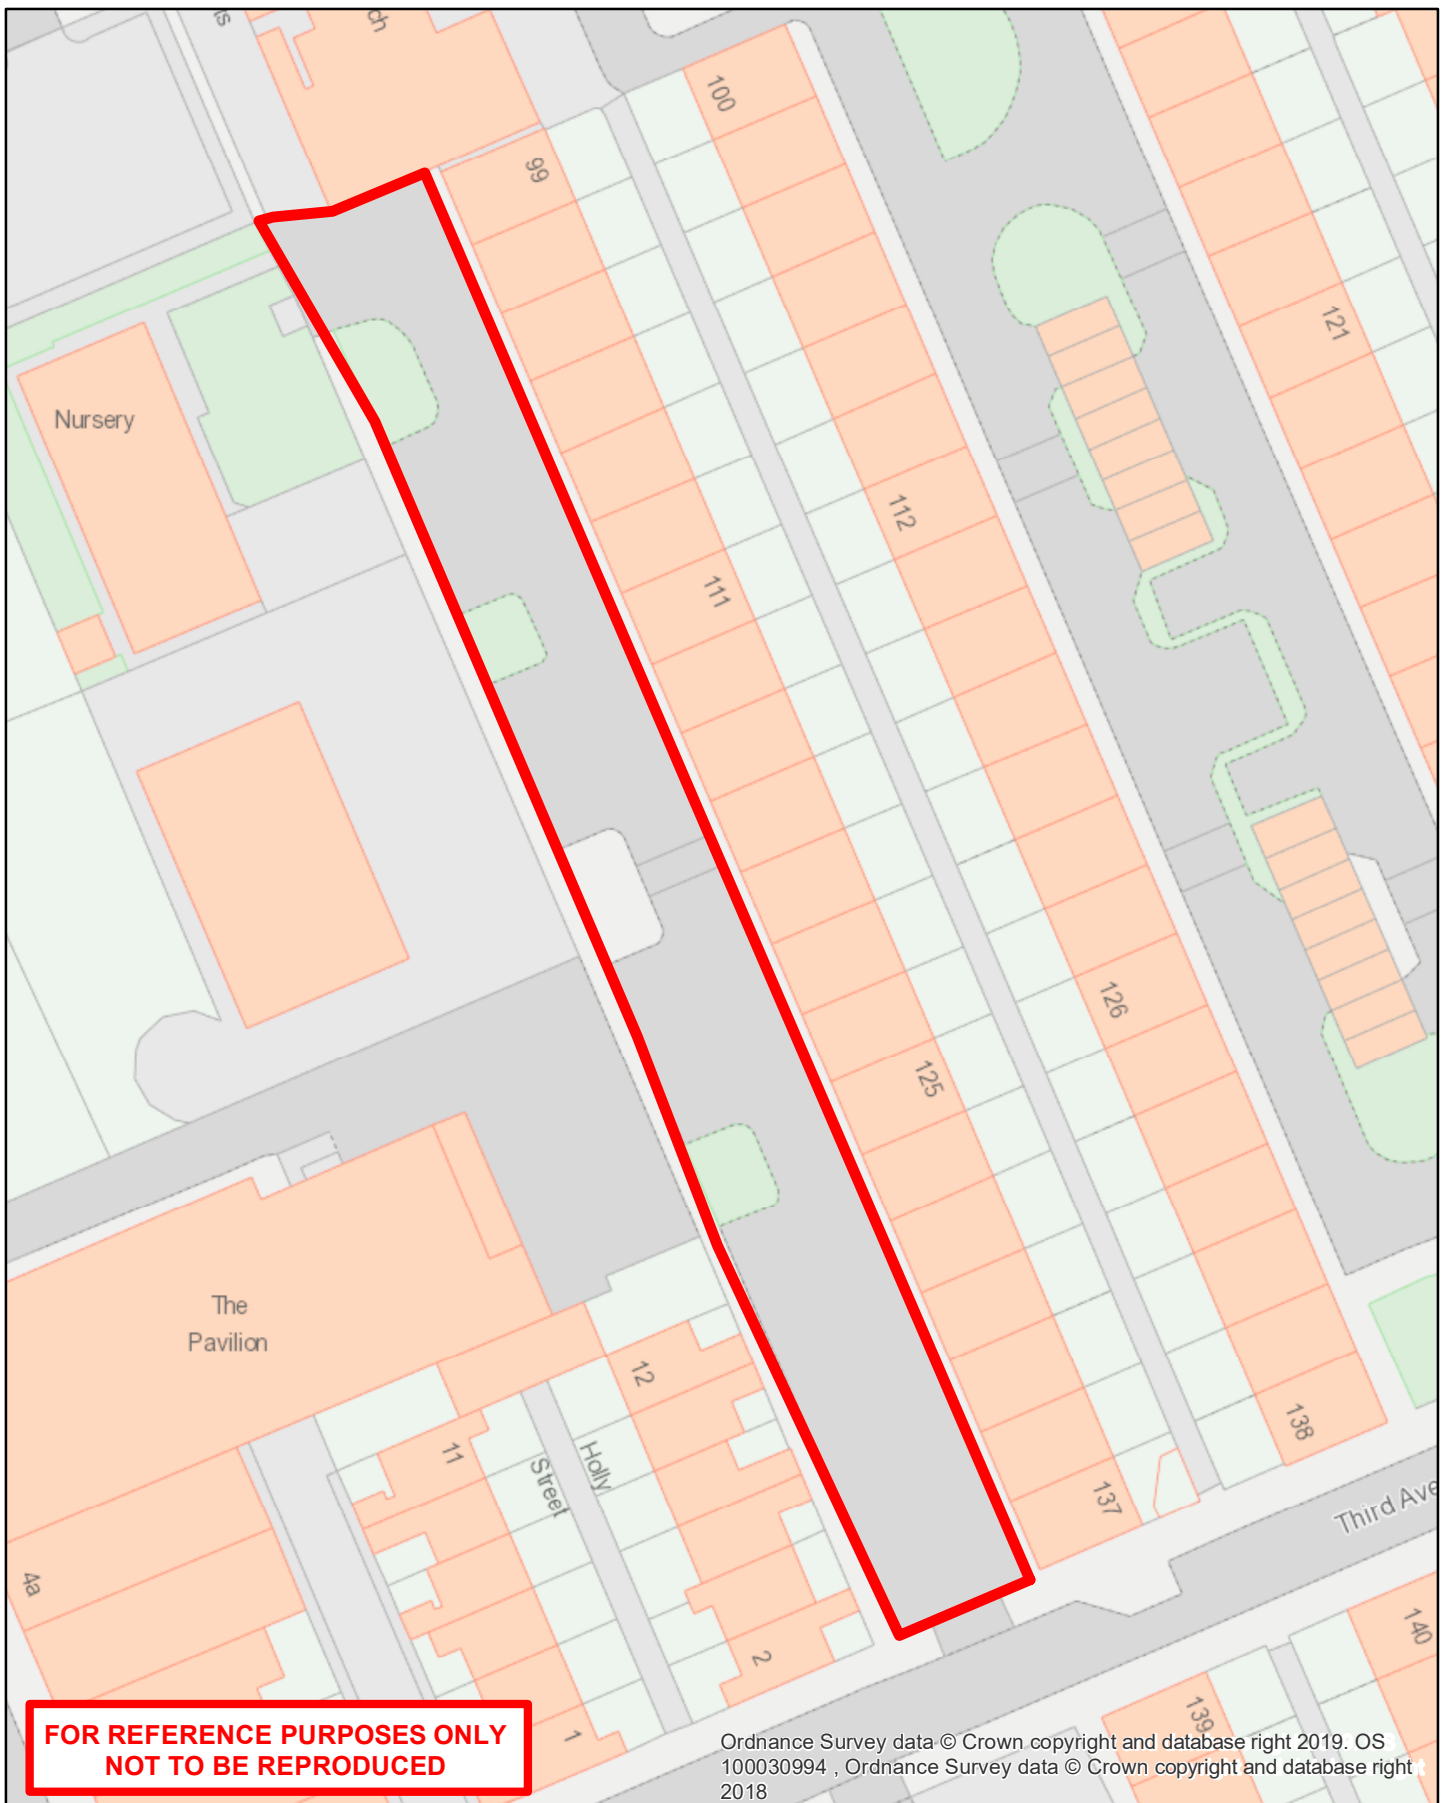 100
99
Nursery
121
112
111
126
125
The
Pavilion
12
11
Holly
Street
138
137
Third Ave
4a
2
1
140
139
FOR REFERENCE PURPOSES ONLY
NOT TO BE REPRODUCED
Ordnance Survey data © Crown copyright and database right 2019. OS
100030994 , Ordnance Survey data © Crown copyright and database right
2018